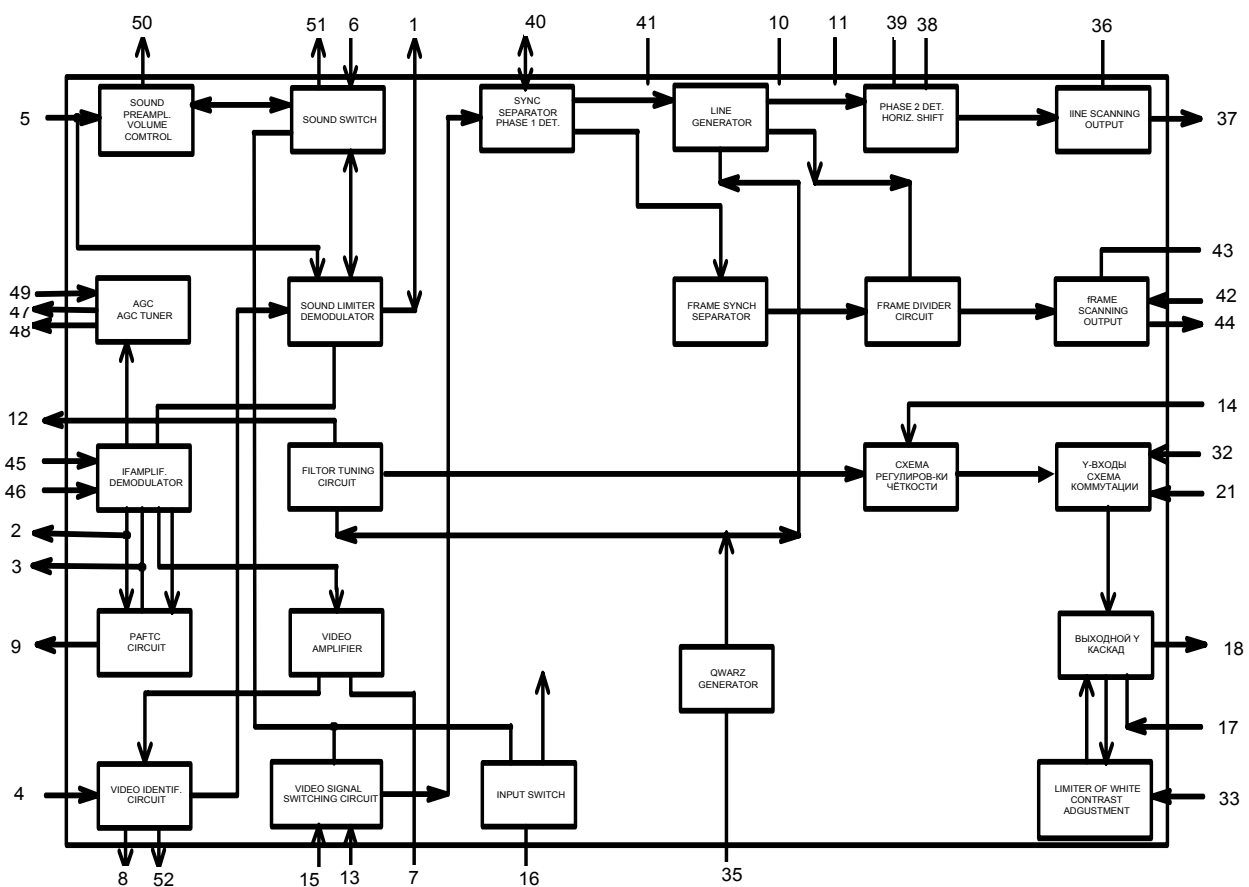 50
51
6
1
40
41
10
11
39
38
36
5
SOUND
PREAMPL.
VOLUME
COMTROL
SOUND SWITCH
SYNC
SEPARATOR
PHASE 1 DET.
LINE
GENERATOR
PHASE 2 DET.
HORIZ. SHIFT
IINE SCANNING
OUTPUT
37
49
47
48
AGC
AGC TUNER
SOUND LIMITER
DEMODULATOR
FRAME SYNCH
SEPARATOR
FRAME DIVIDER
CIRCUIT
fRAME
SCANNING
OUTPUT
43
42
44
12
14
45
46
IFAMPLIF.
DEMODULATOR
FILTOR TUNING
CIRCUIT
СХЕМА
РЕГУЛИРОВ-КИ
ЧЁТКОСТИ
Y-ВХОДЫ
СХЕМА
КОММУТАЦИИ
32
21
2
3
9
PAFTC
CIRCUIT
VIDEO
AMPLIFIER
QWARZ
GENERATOR
ВЫХОДНОЙ Y
КАСКАД
18
17
4
VIDEO IDENTIF.
CIRCUIT
VIDEO SIGNAL
SWITCHING CIRCUIT
INPUT SWITCH
LIMITER OF WHITE
CONTRAST
ADGUSTMENT
33
8
52
15
13
7
16
35